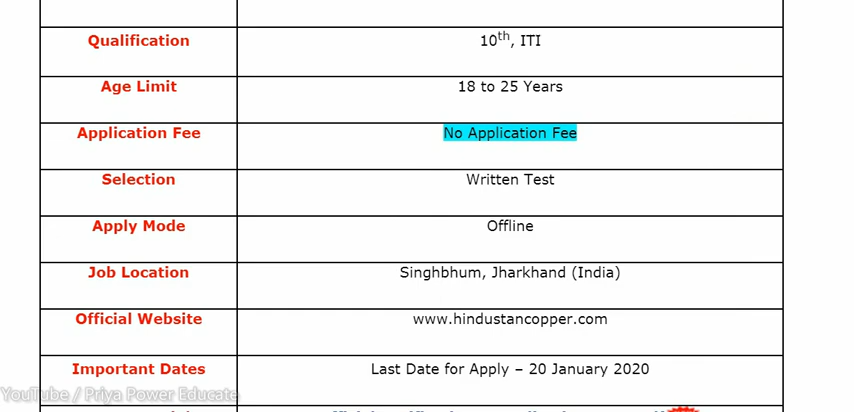 Qualification 10th, ITI
Age Limit 18 to 25 Years
Application Fee No Application Fee
Selection Written Test
Apply Mode Offline
Job Location Singhbhum, Jharkhand (India)
Official Website www.hindustancopper.com
Important Dates Last Date for Apply – 20 January 2020
YouTube / Priya Power Educate